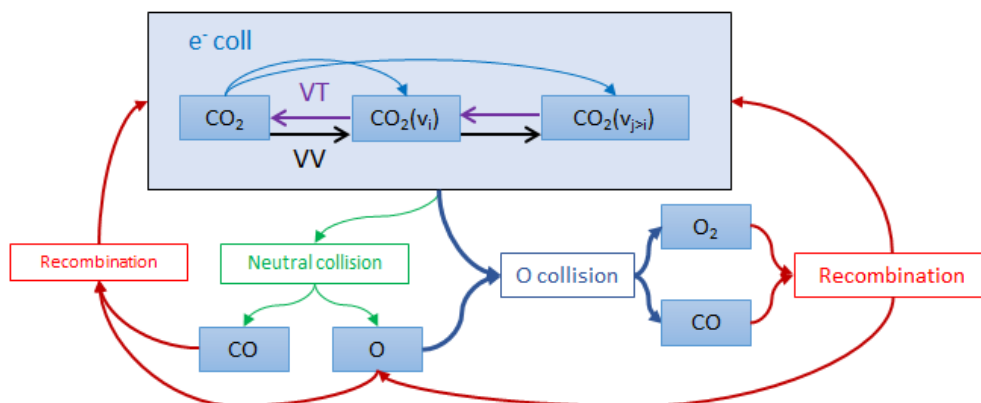 e⁻ coll
VT
CO₂ CO₂(vᵢ) CO₂(vⱼ>ᵢ)
VV
Recombination Neutral collision O collision O₂ Recombination
CO O CO